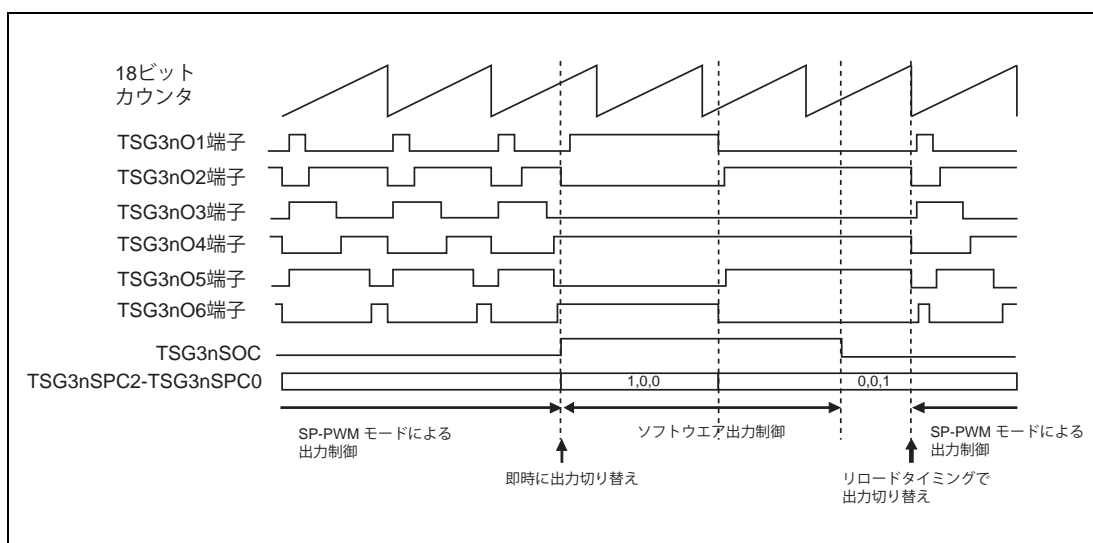 18ビット
カウンタ
TSG3nO1端子
TSG3nO2端子
TSG3nO3端子
TSG3nO4端子
TSG3nO5端子
TSG3nO6端子
TSG3nSOC
TSG3nSPC2-TSG3nSPC0
1,0,0
0,0,1
SP-PWM モードによる
出力制御
ソフトウエア出力制御
SP-PWM モードによる
出力制御
即時に出力切り替え
リロードタイミングで
出力切り替え